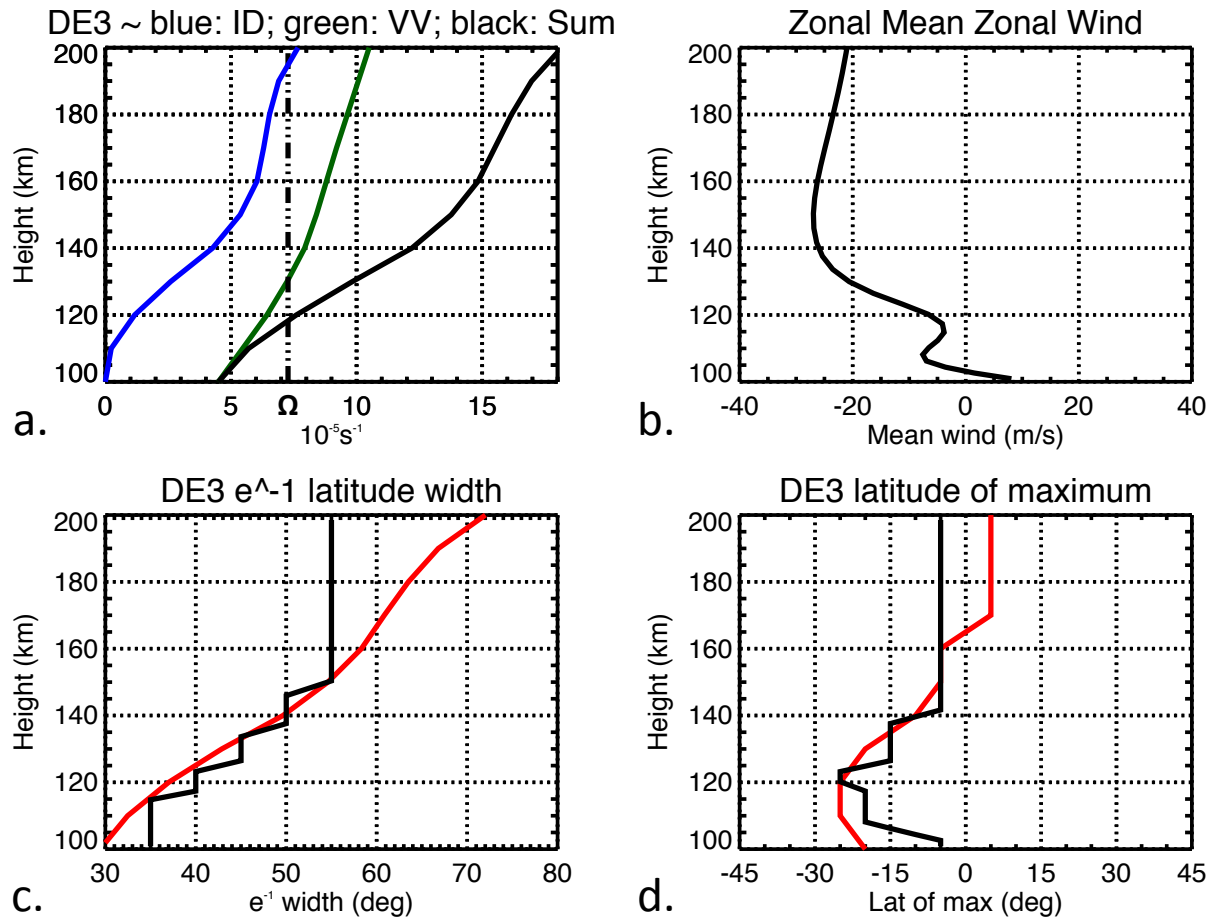 DE3 ~ blue: ID; green: VV; black: Sum
200
180
160
140
120
100
Height (km)
0 5 Ω 10 15
10⁻⁵s⁻¹
a.
Zonal Mean Zonal Wind
200
180
160
140
120
100
Height (km)
-40 -20 0 20 40
Mean wind (m/s)
b.
DE3 e^-1 latitude width
200
180
160
140
120
100
Height (km)
30 40 50 60 70 80
e⁻¹ width (deg)
c.
DE3 latitude of maximum
200
180
160
140
120
100
Height (km)
-45 -30 -15 0 15 30 45
Lat of max (deg)
d.